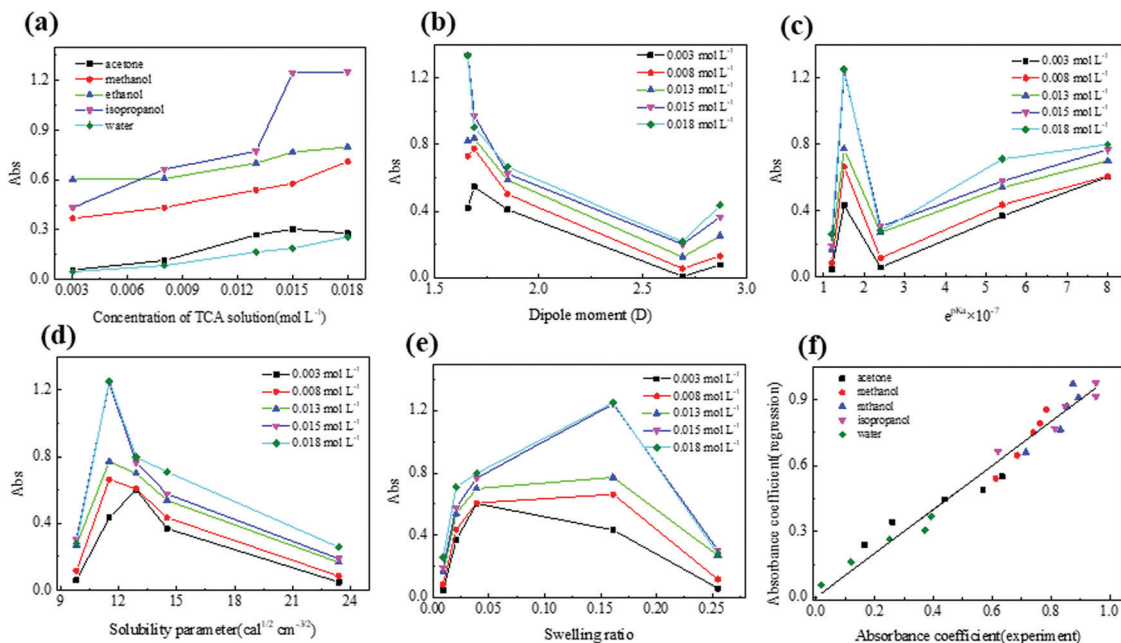 (a)
Abs
1.2
0.9
0.6
0.3
0.0
acetone
methanol
ethanol
isopropanol
water
0.003 0.006 0.009 0.012 0.015 0.018
Concentration of TCA solution(mol L-1)
(b)
Abs
1.2
0.8
0.4
0.0
0.003 mol L-1
0.008 mol L-1
0.013 mol L-1
0.015 mol L-1
0.018 mol L-1
1.5 2.0 2.5 3.0
Dipole moment (D)
(c)
Abs
1.6
1.2
0.8
0.4
0.0
0.003 mol L-1
0.008 mol L-1
0.013 mol L-1
0.015 mol L-1
0.018 mol L-1
1 2 3 4 5 6 7 8
epKa×10-7
(d)
Abs
1.2
0.8
0.4
0.0
0.003 mol L-1
0.008 mol L-1
0.013 mol L-1
0.015 mol L-1
0.018 mol L-1
9 12 15 18 21 24
Solubility parameter(cal1/2 cm-3/2)
(e)
Abs
1.6
1.2
0.8
0.4
0.0
0.003 mol L-1
0.008 mol L-1
0.013 mol L-1
0.015 mol L-1
0.018 mol L-1
0.00 0.05 0.10 0.15 0.20 0.25
Swelling ratio
(f)
Absorbance coefficient(regression)
0.9
0.6
0.3
0.0
acetone
methanol
mthanol
isopropanol
water
0.0 0.2 0.4 0.6 0.8 1.0
Absorbance coefficient(experiment)